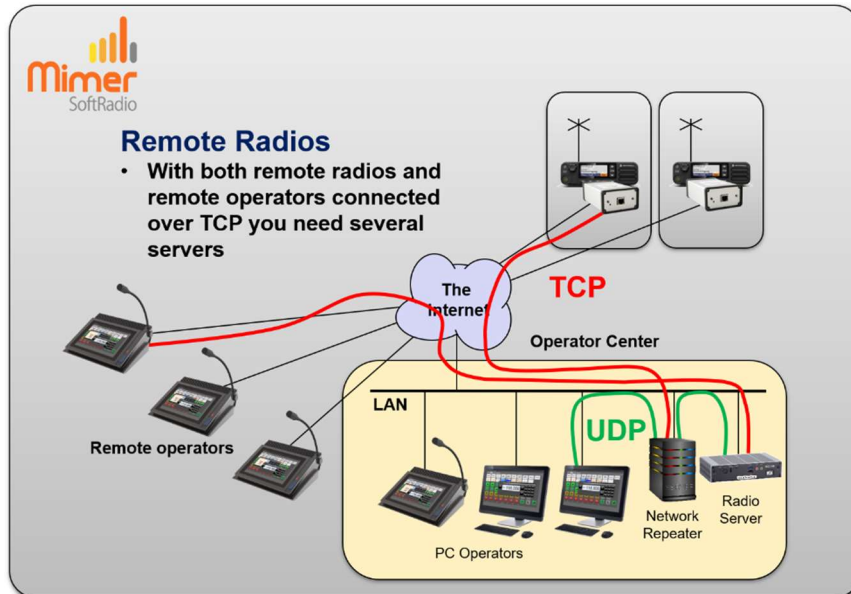 Mimer
SoftRadio
Remote Radios
• With both remote radios and
remote operators connected
over TCP you need several
servers
The
Internet
TCP
Operator Center
LAN
UDP
Remote operators
PC Operators
Network
Repeater
Radio
Server